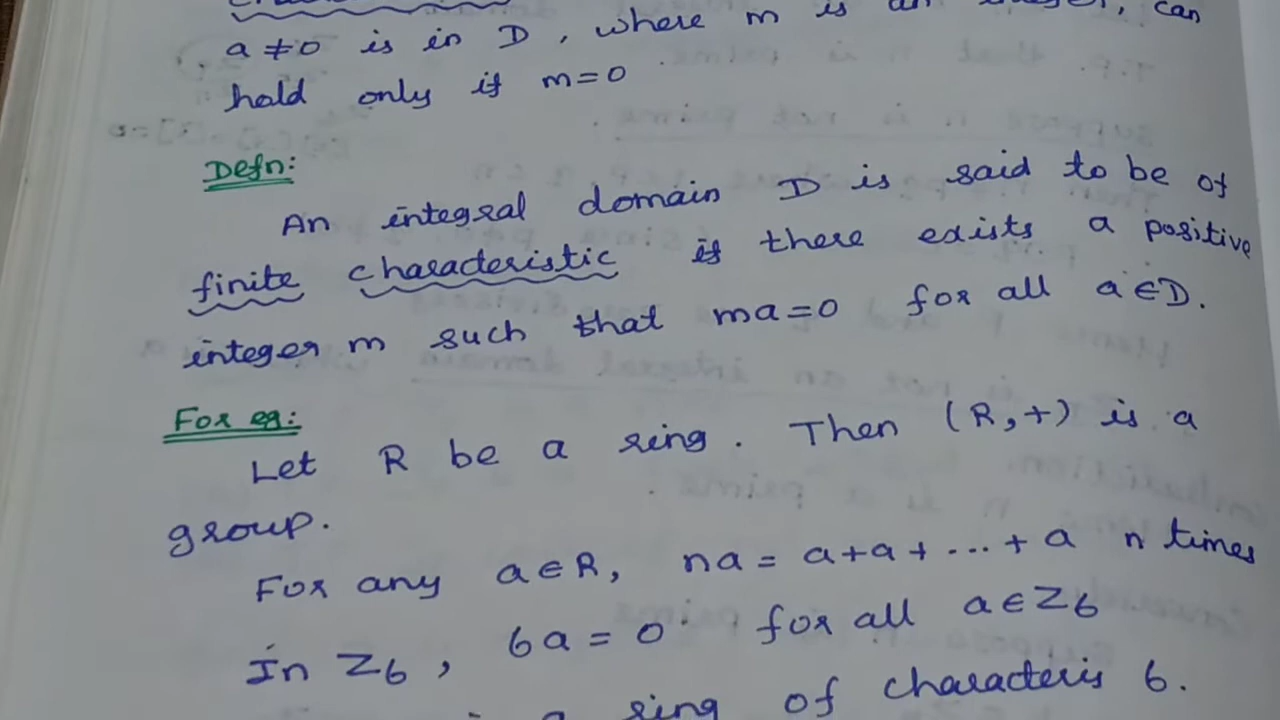 a ≠ 0 is in D, where m is an integer, can
hold only if m = 0
Defn:
An integral domain D is said to be of
finite characteristic if there exists a positive
integer m such that ma = 0 for all a ∈ D.
For eg:
Let R be a ring. Then (R, +) is a
group.
For any a ∈ R, na = a + a + ... + a n times
In Z6, 6a = 0 for all a ∈ Z6
ring of characteris 6.